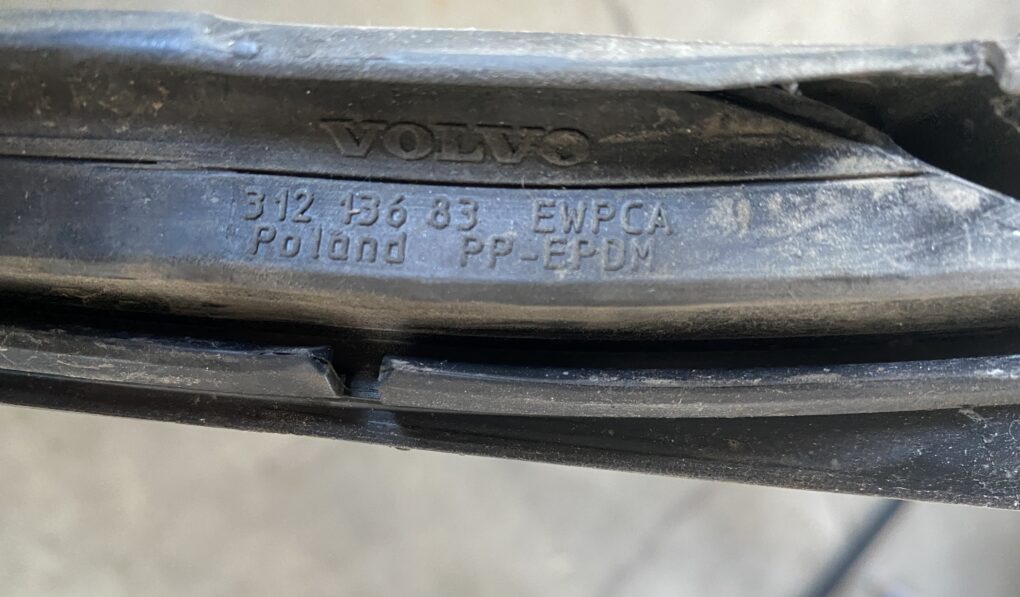 VOLVO
312 136 83 EWPCA
Poland PP-EPDM